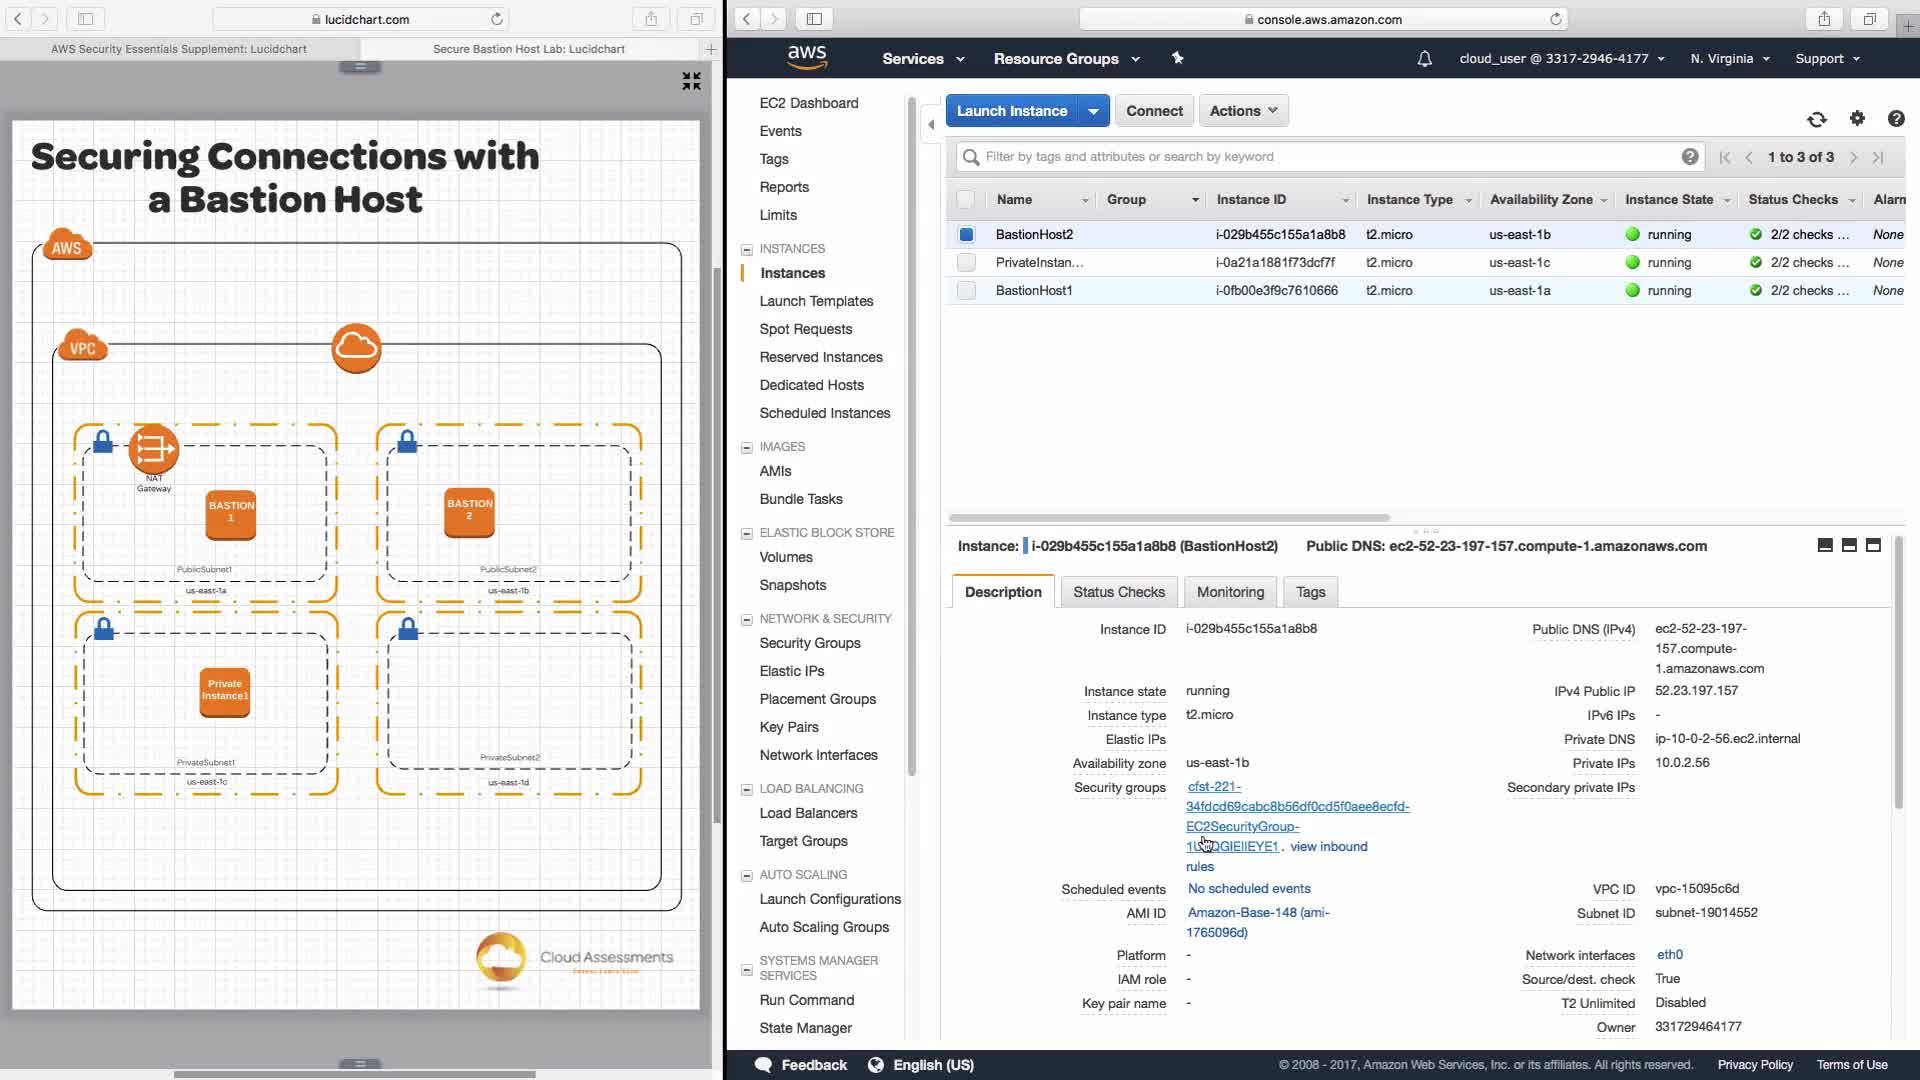 lucidchart.com
AWS Security Essentials Supplement: Lucidchart
Secure Bastion Host Lab: Lucidchart
Securing Connections with
a Bastion Host
AWS
VPC
NAT
Gateway
BASTION
1
BASTION
2
PublicSubnet1
us-east-1a
PublicSubnet2
us-east-1b
Private
Instance1
PrivateSubnet1
us-east-1c
PrivateSubnet2
us-east-1d
Cloud Assessments
console.aws.amazon.com
aws
Services
Resource Groups
cloud_user @ 3317-2946-4177
N. Virginia
Support
EC2 Dashboard
Events
Tags
Reports
Limits
INSTANCES
Instances
Launch Templates
Spot Requests
Reserved Instances
Dedicated Hosts
Scheduled Instances
IMAGES
AMIs
Bundle Tasks
ELASTIC BLOCK STORE
Volumes
Snapshots
NETWORK & SECURITY
Security Groups
Elastic IPs
Placement Groups
Key Pairs
Network Interfaces
LOAD BALANCING
Load Balancers
Target Groups
AUTO SCALING
Launch Configurations
Auto Scaling Groups
SYSTEMS MANAGER
SERVICES
Run Command
State Manager
Launch Instance
Connect
Actions
Filter by tags and attributes or search by keyword
1 to 3 of 3
Name Group Instance ID Instance Type Availability Zone Instance State Status Checks Alarn
BastionHost2 i-029b455c155a1a8b8 t2.micro us-east-1b running 2/2 checks ... None
PrivateInstan... i-0a21a1881f73dcf7f t2.micro us-east-1c running 2/2 checks ... None
BastionHost1 i-0fb00e3f9c7610666 t2.micro us-east-1a running 2/2 checks ... None
Instance: i-029b455c155a1a8b8 (BastionHost2) Public DNS: ec2-52-23-197-157.compute-1.amazonaws.com
Description Status Checks Monitoring Tags
Instance ID i-029b455c155a1a8b8
Instance state running
Instance type t2.micro
Elastic IPs
Availability zone us-east-1b
Security groups cfst-221-
34fdcd69cabc8b56df0cd5f0aee8ecfd-
EC2SecurityGroup-
view inbound
rules
Scheduled events No scheduled events
AMI ID Amazon-Base-148 (ami-
1765096d)
Platform -
IAM role -
Key pair name -
Public DNS (IPv4) ec2-52-23-197-
157.compute-
1.amazonaws.com
IPv4 Public IP 52.23.197.157
IPv6 IPs -
Private DNS ip-10-0-2-56.ec2.internal
Private IPs 10.0.2.56
Secondary private IPs
VPC ID vpc-15095c6d
Subnet ID subnet-19014552
Network interfaces eth0
Source/dest. check True
T2 Unlimited Disabled
Owner 331729464177
Feedback
English (US)
© 2008 - 2017, Amazon Web Services, Inc. or its affiliates. All rights reserved.
Privacy Policy
Terms of Use